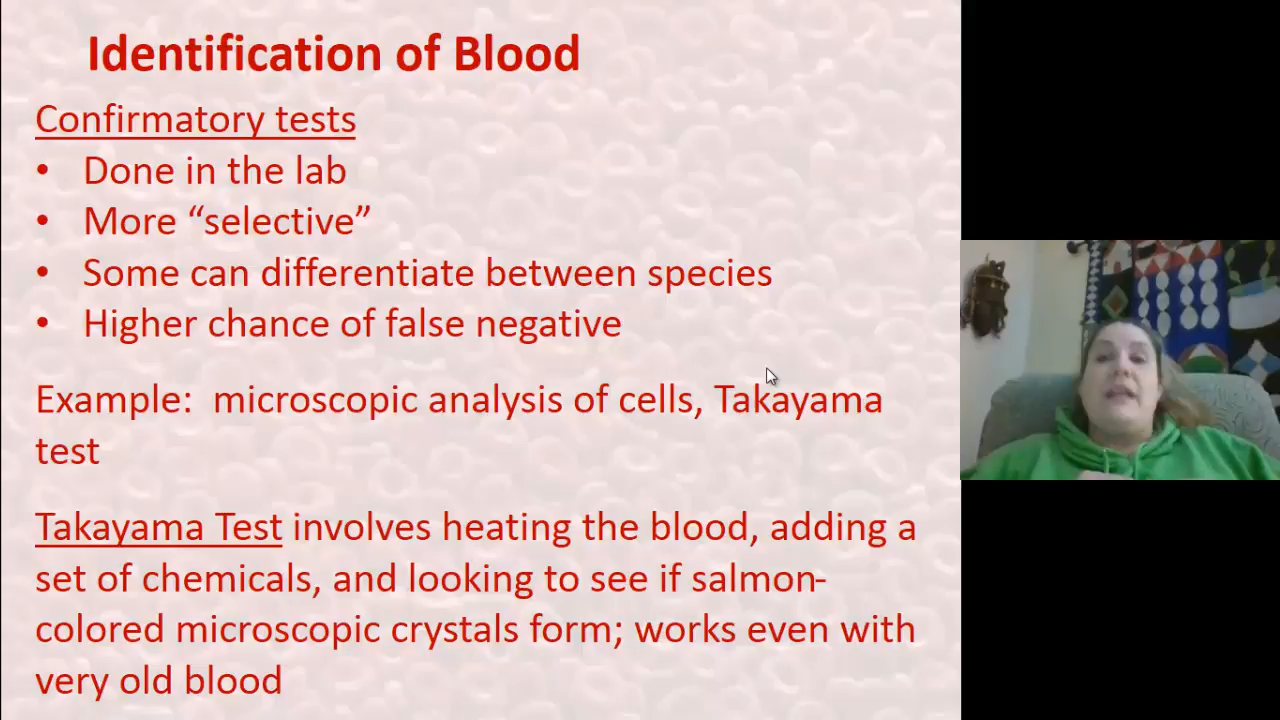 Identification of Blood
Confirmatory tests
• Done in the lab
• More “selective”
• Some can differentiate between species
• Higher chance of false negative
Example:  microscopic analysis of cells, Takayama
test
Takayama Test involves heating the blood, adding a
set of chemicals, and looking to see if salmon-
colored microscopic crystals form; works even with
very old blood